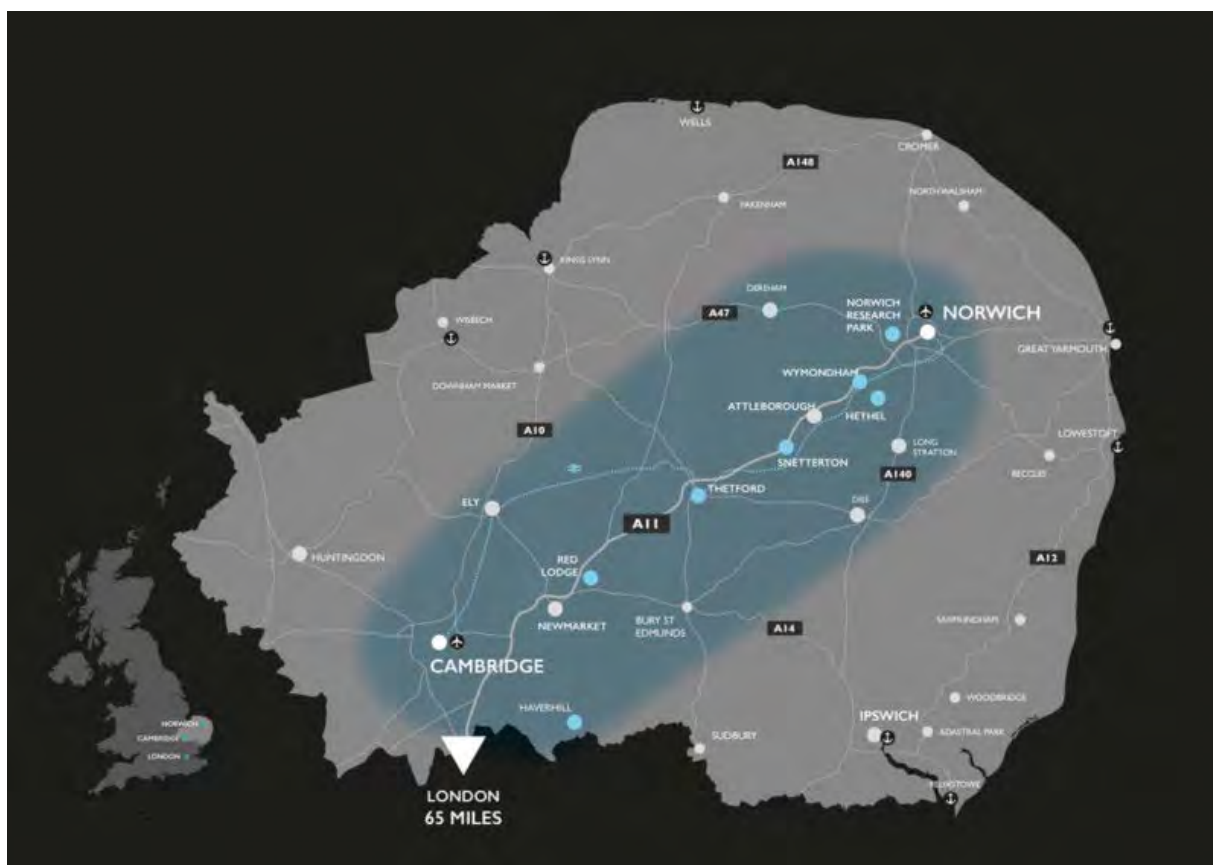 WELLS
CROMER
A148
NORTH WALSHAM
FAKENHAM
KINGS LYNN
DEREHAM
NORWICH
RESEARCH
PARK
NORWICH
A47
WISBECH
GREAT YARMOUTH
DOWNHAM MARKET
WYMONDHAM
ATTLEBOROUGH
HETHEL
A10
LOWESTOFT
SNETTERTON
LONG
STRATTON
BECCLES
A140
THETFORD
ELY
DISS
A11
HUNTINGDON
RED
LODGE
A12
NEWMARKET
BURY ST
EDMUNDS
SAXMUNDHAM
A14
CAMBRIDGE
WOODBRIDGE
HAVERHILL
IPSWICH
ADASTRAL PARK
SUDBURY
NORWICH
CAMBRIDGE
LONDON
FELIXSTOWE
LONDON
65 MILES